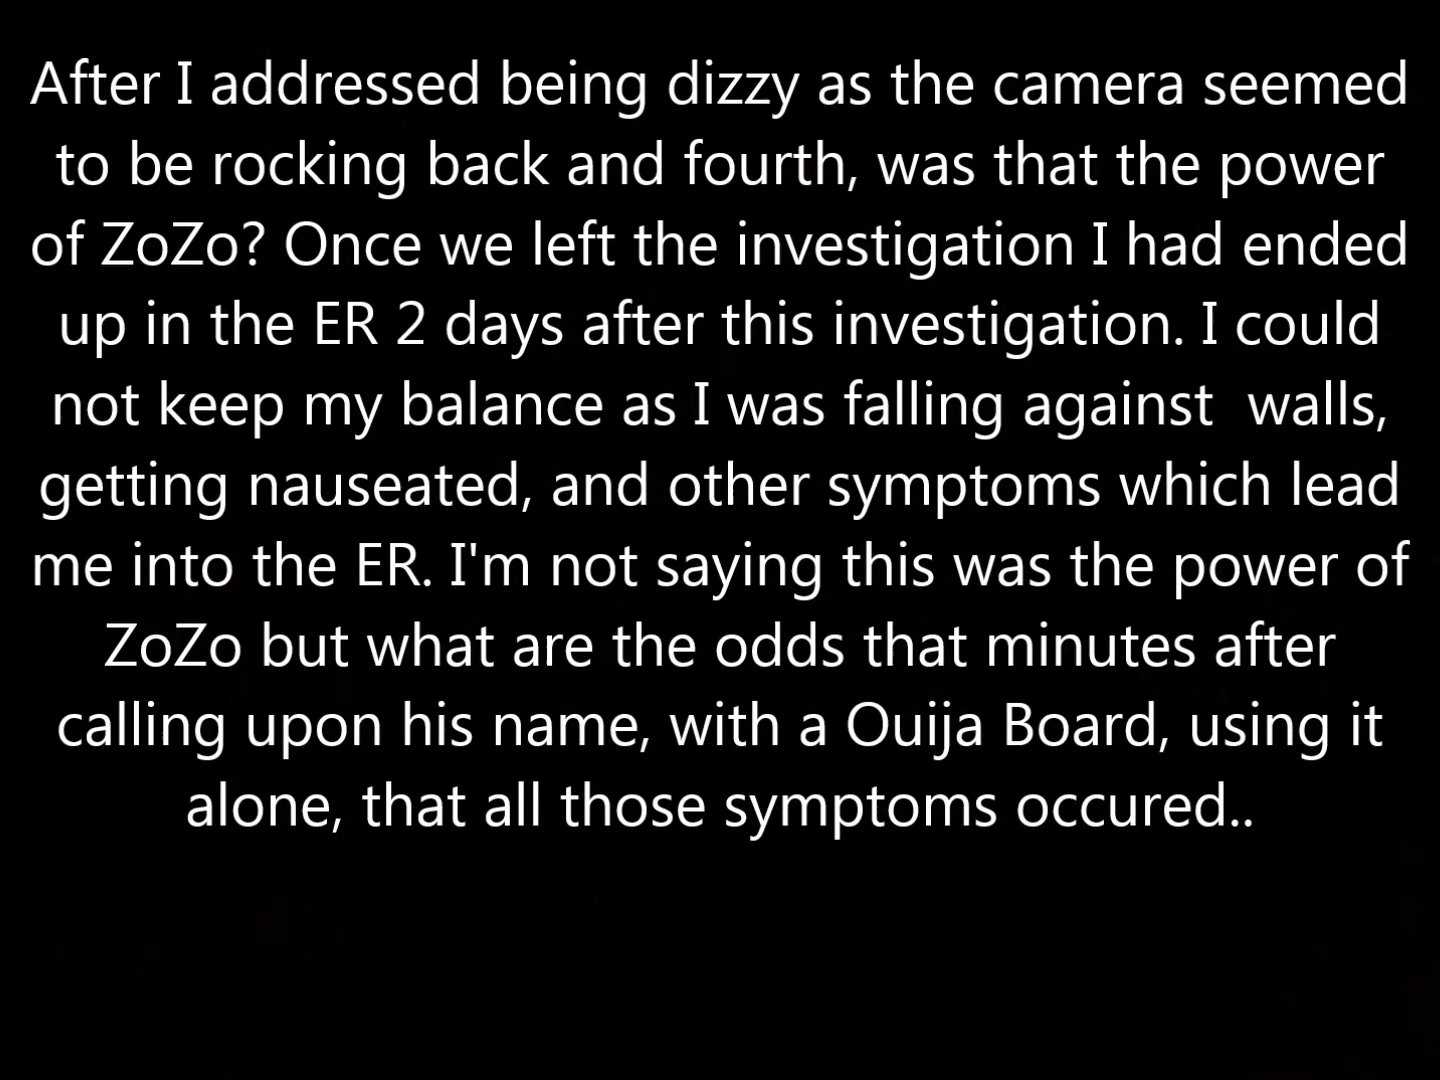 After I addressed being dizzy as the camera seemed
to be rocking back and fourth, was that the power
of ZoZo? Once we left the investigation I had ended
up in the ER 2 days after this investigation. I could
not keep my balance as I was falling against  walls,
getting nauseated, and other symptoms which lead
me into the ER. I'm not saying this was the power of
ZoZo but what are the odds that minutes after
calling upon his name, with a Ouija Board, using it
alone, that all those symptoms occured..